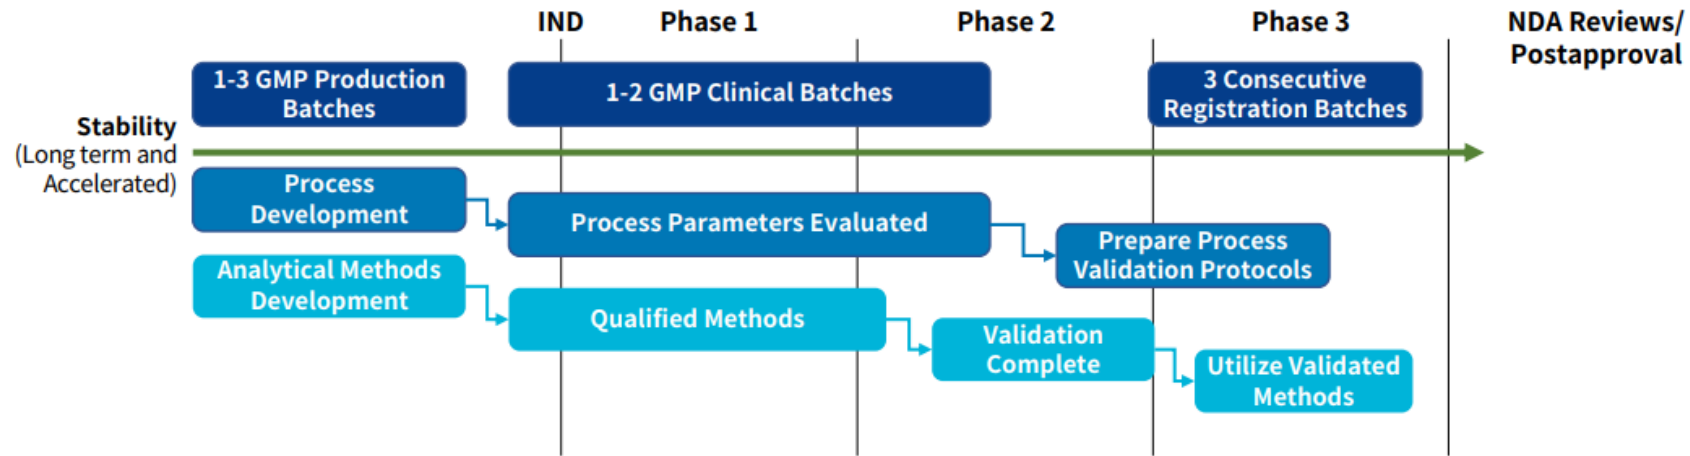 IND
Phase 1
Phase 2
Phase 3
NDA Reviews/
Postapproval
1-3 GMP Production
Batches
1-2 GMP Clinical Batches
3 Consecutive
Registration Batches
Stability
(Long term and
Accelerated)
Process
Development
Process Parameters Evaluated
Prepare Process
Validation Protocols
Analytical Methods
Development
Qualified Methods
Validation
Complete
Utilize Validated
Methods